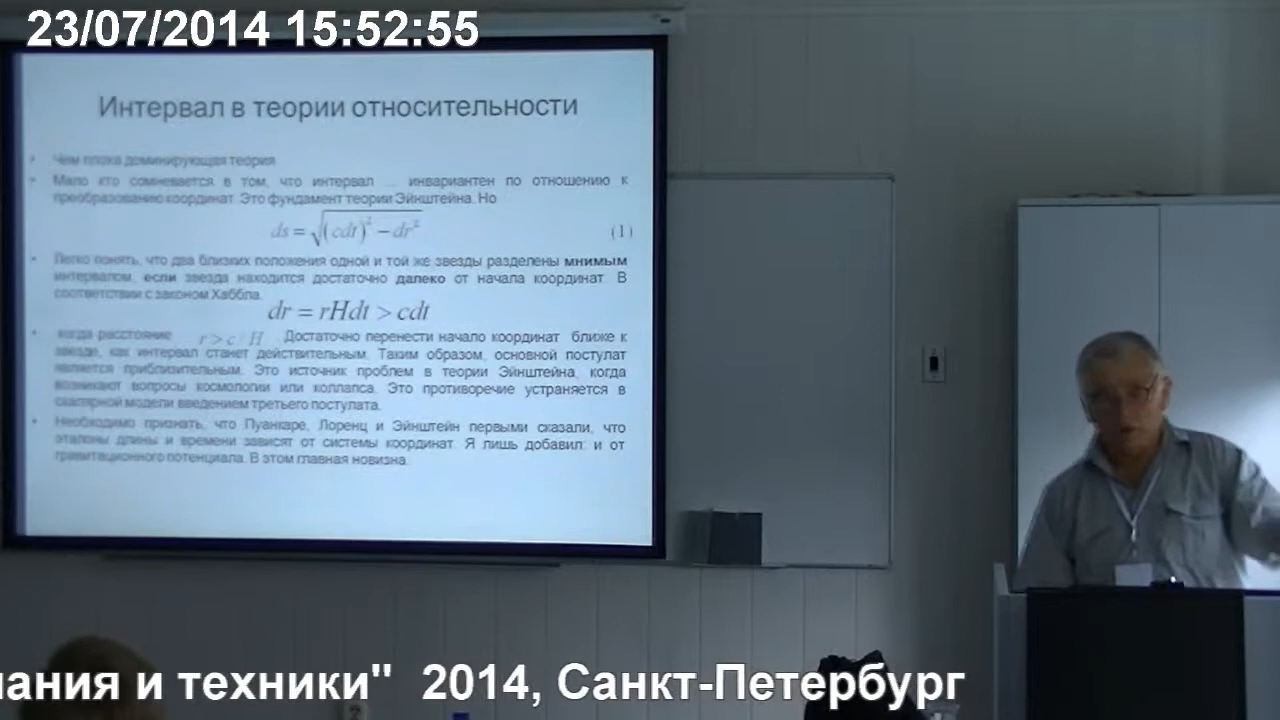 23/07/2014 15:52:55
Интервал в теории относительности
• Чем плоха доминирующая теория
• Мало кто сомневается в том, что интервал ... инвариантен по отношению к
преобразованию координат. Это фундамент теории Эйнштейна. Но
ds = √(cdt)² − dr² (1)
• Легко понять, что два близких положения одной и той же звезды разделены мнимым
интервалом, если звезда находится достаточно далеко от начала координат. В
соответствии с законом Хаббла.
dr = rHdt > cdt
• когда расстояние r > c / H . Достаточно перенести начало координат ближе к
звезде, как интервал станет действительным. Таким образом, основной постулат
является приблизительным. Это источник проблем в теории Эйнштейна, когда
возникают вопросы космологии или коллапса. Это противоречие устраняется в
скалярной модели введением третьего постулата.
• Необходимо признать, что Пуанкаре, Лоренц и Эйнштейн первыми сказали, что
эталоны длины и времени зависят от системы координат. Я лишь добавил: и от
гравитационного потенциала. В этом главная новизна.
нания и техники" 2014, Санкт-Петербург